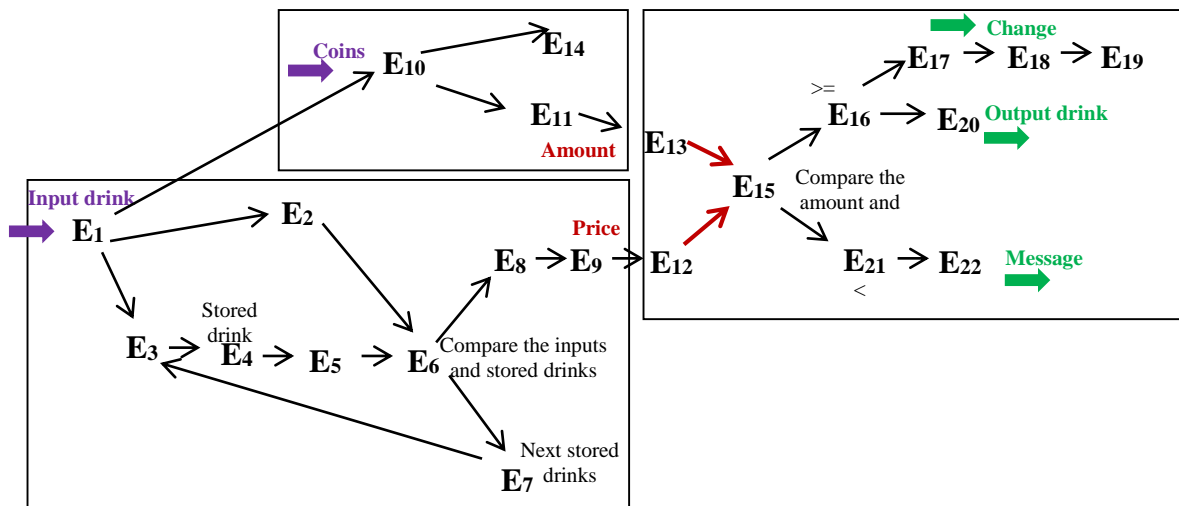 Coins
E10
E14
E11
Amount
Input drink
E1
E2
E3
Stored
drink
E4
E5
E6
Compare the inputs
and stored drinks
E7
Next stored
drinks
E8
Price
E9
E12
E13
E15
Compare the
amount and
>=
E16
E17
Change
E18
E19
E20
Output drink
E21
<
E22
Message